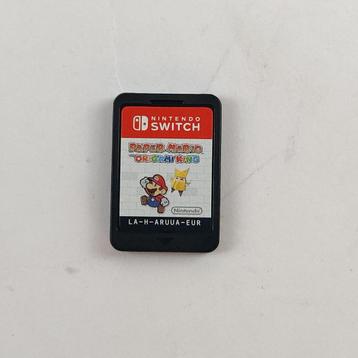 NINTENDO
SWITCH
PAPER MARIO
THE ORIGAMI KING
Nintendo
LA-H-ARUUA-EUR